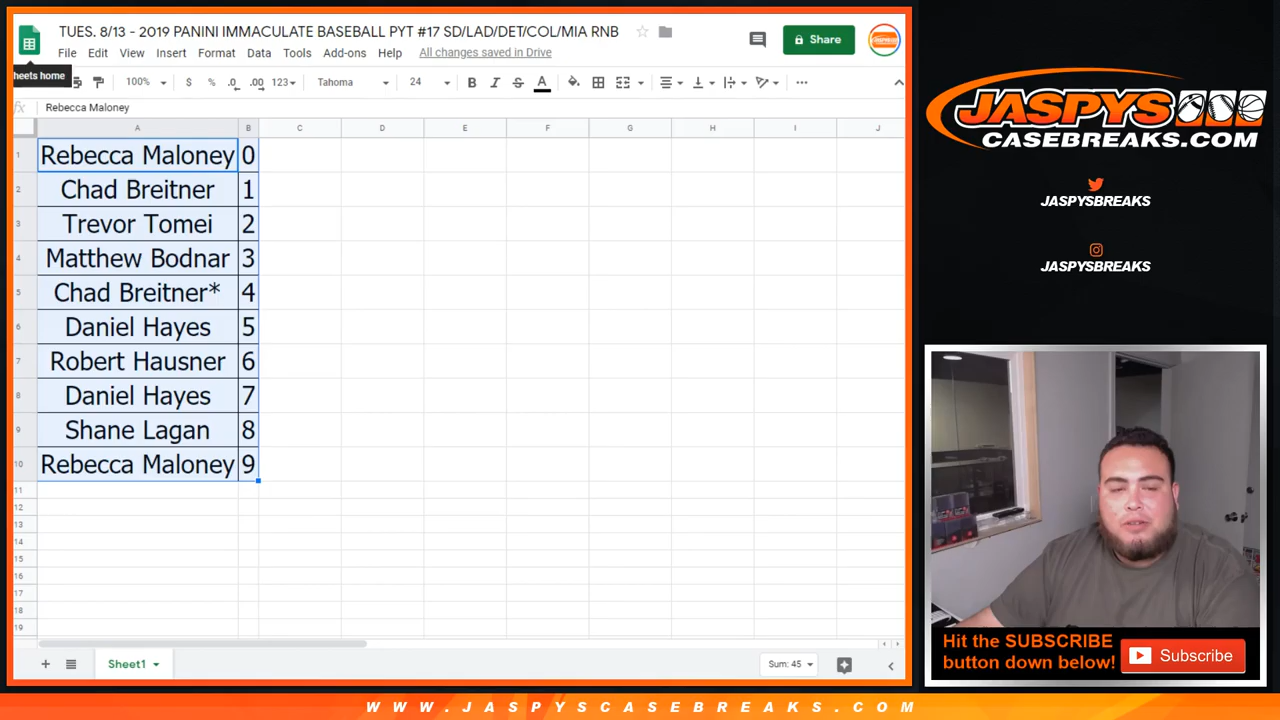 TUES. 8/13 - 2019 PANINI IMMACULATE BASEBALL PYT #17 SD/LAD/DET/COL/MIA RNB
Share
File Edit View Insert Format Data Tools Add-ons Help All changes saved in Drive
heets home
100% $ % .0 .00 123 Tahoma 24 B I S A
fx Rebecca Maloney
A B C D E F G H I J
1 Rebecca Maloney 0
2 Chad Breitner 1
3 Trevor Tomei 2
4 Matthew Bodnar 3
5 Chad Breitner* 4
6 Daniel Hayes 5
7 Robert Hausner 6
8 Daniel Hayes 7
9 Shane Lagan 8
10 Rebecca Maloney 9
11
12
13
14
15
16
17
18
19
Sheet1
Sum: 45
JASPYS
CASEBREAKS.COM
JASPYSBREAKS
JASPYSBREAKS
Hit the SUBSCRIBE
button down below!
Subscribe
WWW.JASPYSCASEBREAKS.COM